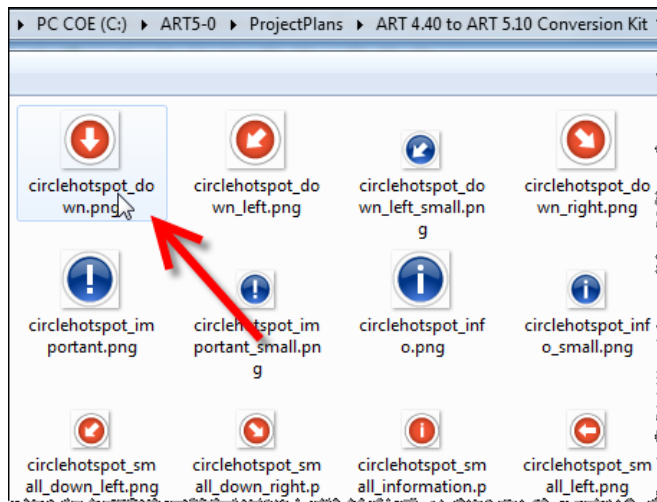 PC COE (C:) ART5-0 ProjectPlans ART 4.40 to ART 5.10 Conversion Kit
circlehotspot_do
wn.png
circlehotspot_do
wn_left.png
circlehotspot_do
wn_left_small.pn
g
circlehotspot_do
wn_right.png
circlehotspot_im
portant.png
circlehotspot_im
portant_small.pn
g
circlehotspot_inf
o.png
circlehotspot_inf
o_small.png
circlehotspot_sm
all_down_left.png
circlehotspot_sm
all_down_right.p
circlehotspot_sm
all_information.p
circlehotspot_sm
all_left.png